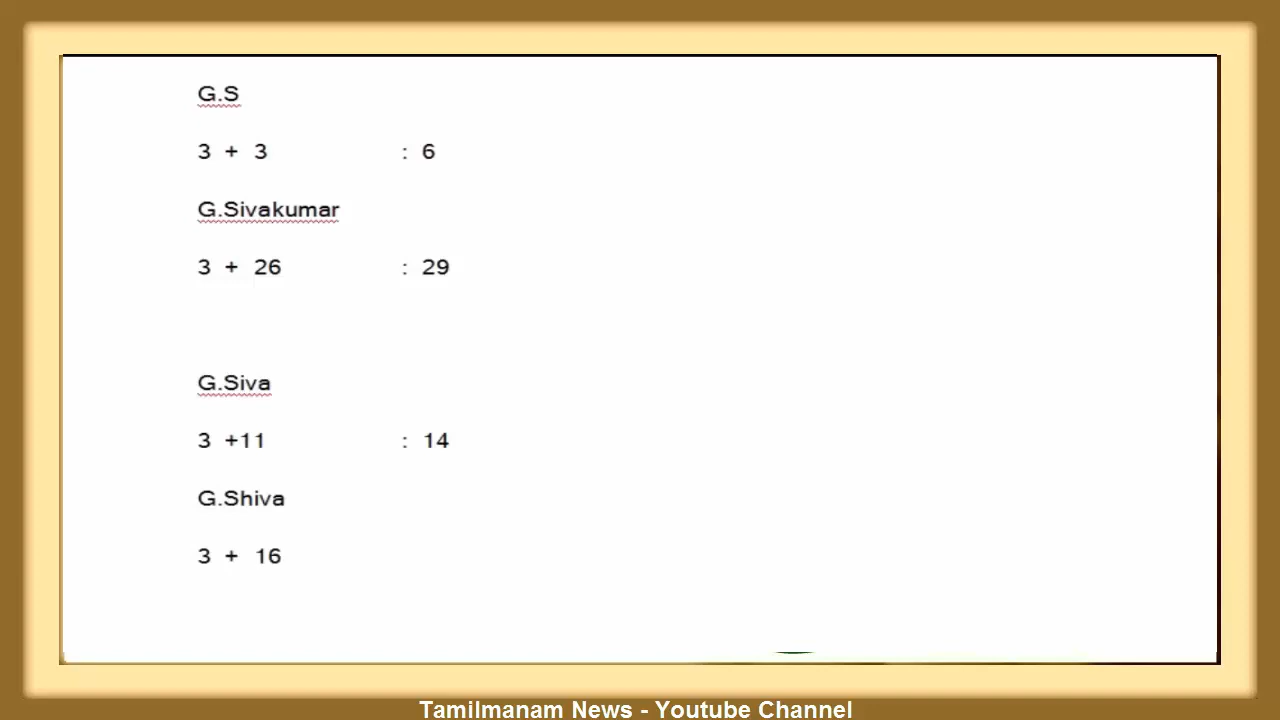 G.S
3 + 3 : 6
G.Sivakumar
3 + 26 : 29
G.Siva
3 +11 : 14
G.Shiva
3 + 16
Tamilmanam News - Youtube Channel